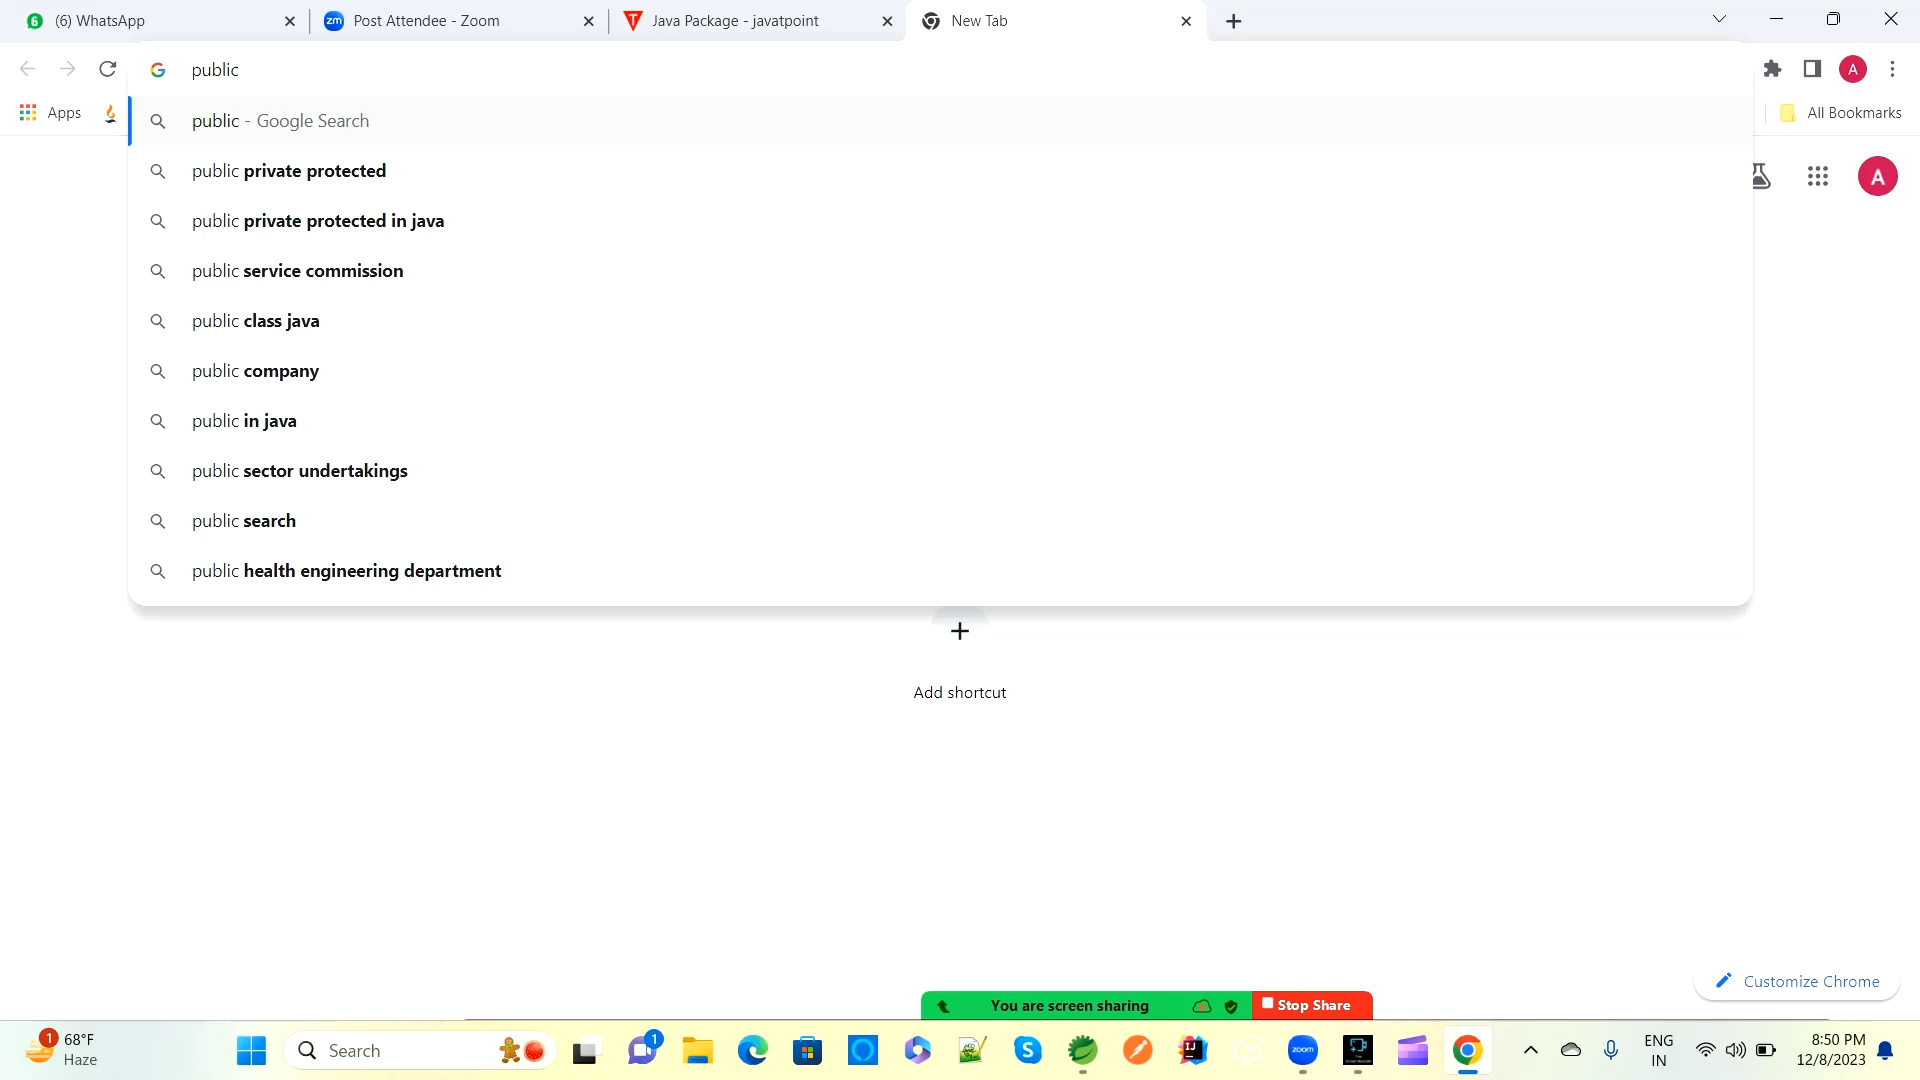 (6) WhatsApp
Post Attendee - Zoom
Java Package - javatpoint
New Tab
public
A
Apps
All Bookmarks
public - Google Search
public private protected
A
public private protected in java
public service commission
public class java
public company
public in java
public sector undertakings
public search
public health engineering department
Add shortcut
Customize Chrome
You are screen sharing
Stop Share
1
68°F
Haze
Search
1
zoom
ENG
IN
8:50 PM
12/8/2023